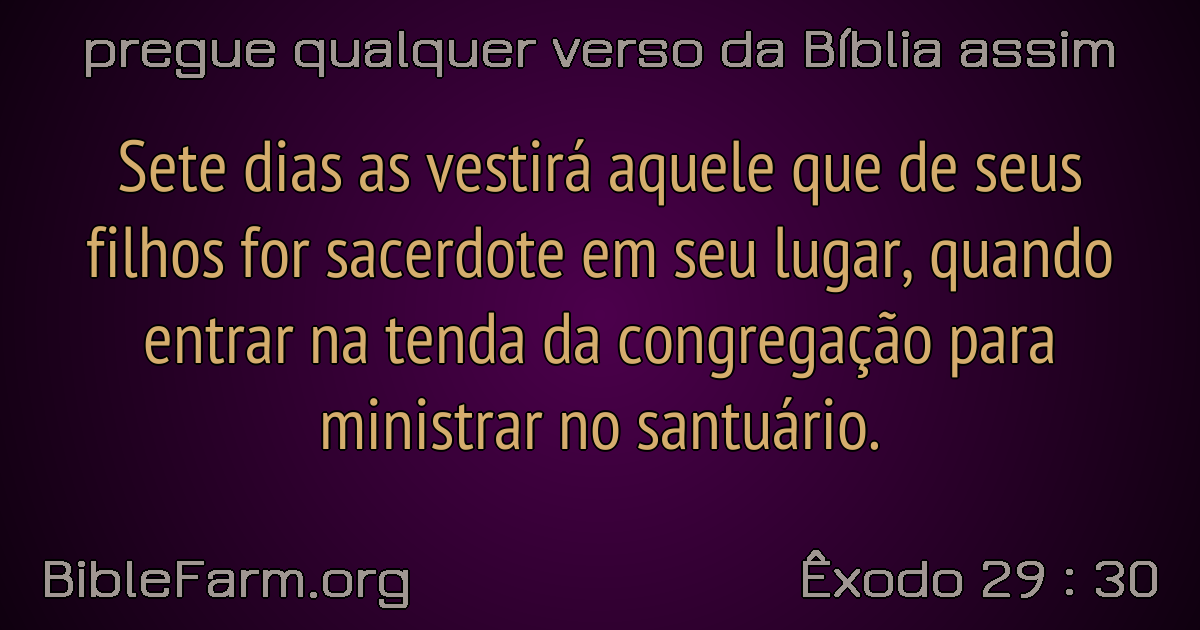 pregue qualquer verso da Bíblia assim
Sete dias as vestirá aquele que de seus
filhos for sacerdote em seu lugar, quando
entrar na tenda da congregação para
ministrar no santuário.
BibleFarm.org
Êxodo 29 : 30